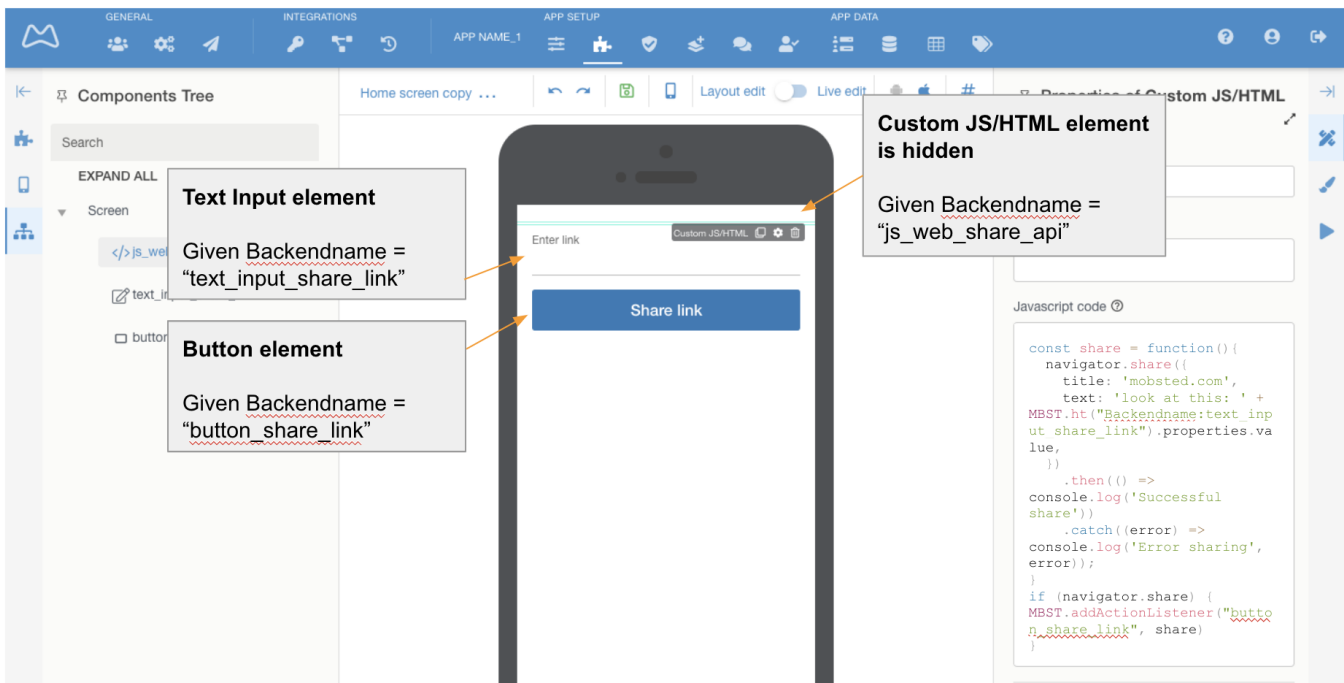 GENERAL
INTEGRATIONS
APP SETUP
APP DATA
APP NAME_1
Components Tree
Home screen copy ...
Layout edit
Live edit
#
Properties of Custom JS/HTML
Search
EXPAND ALL
Screen
</> js_we
text_i
button
Text Input element
Given Backendname =
“text_input_share_link”
Button element
Given Backendname =
“button_share_link”
Custom JS/HTML element
is hidden
Given Backendname =
“js_web_share_api”
Custom JS/HTML
Enter link
Share link
Javascript code
const share = function(){
navigator.share({
title: 'mobsted.com',
text: 'look at this: ' +
MBST.ht("Backendname:text_inp
ut share_link").properties.va
lue,
})
.then(() =>
console.log('Successful
share'))
.catch((error) =>
console.log('Error sharing',
error));
}
if (navigator.share) {
MBST.addActionListener("butto
n_share_link", share)
}